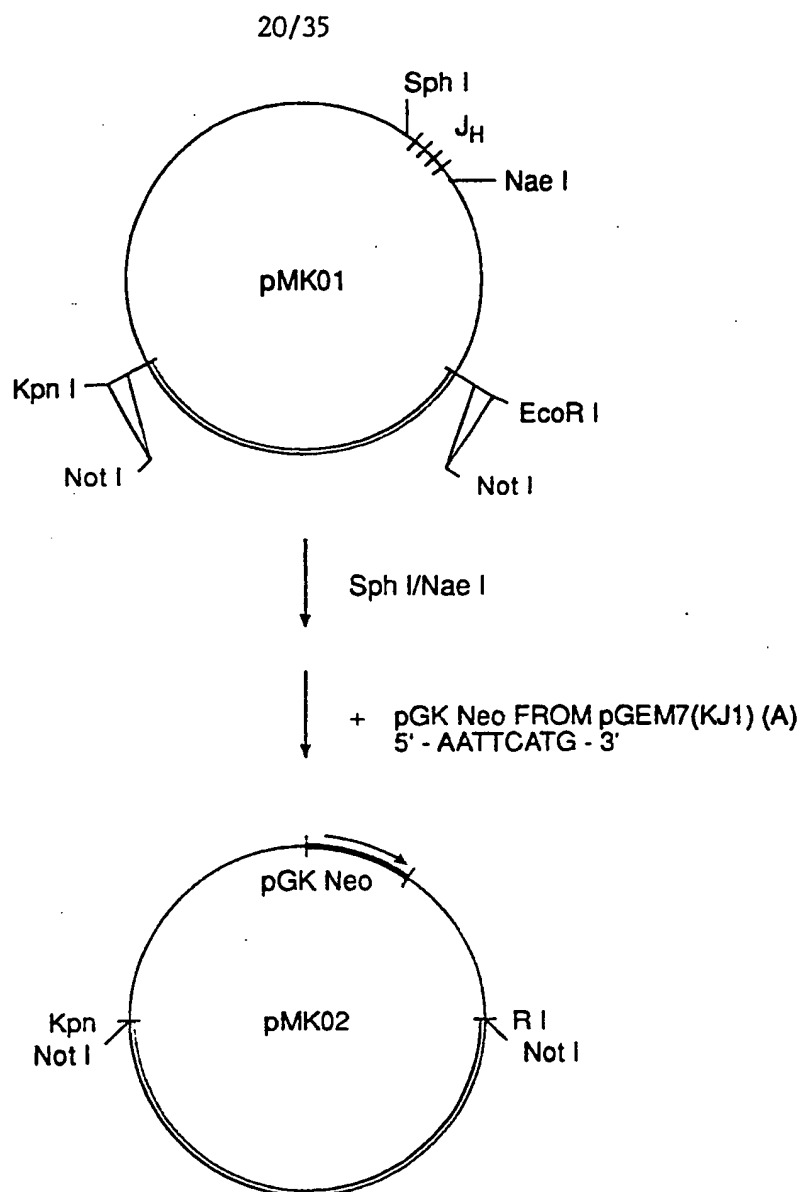 20/35
Sph I
JH
Nae I
pMK01
Kpn I
EcoR I
Not I
Not I
Sph I/Nae I
+ pGK Neo FROM pGEM7(KJ1) (A)
5' - AATTCATG - 3'
pGK Neo
Kpn
pMK02
R I
Not I
Not I